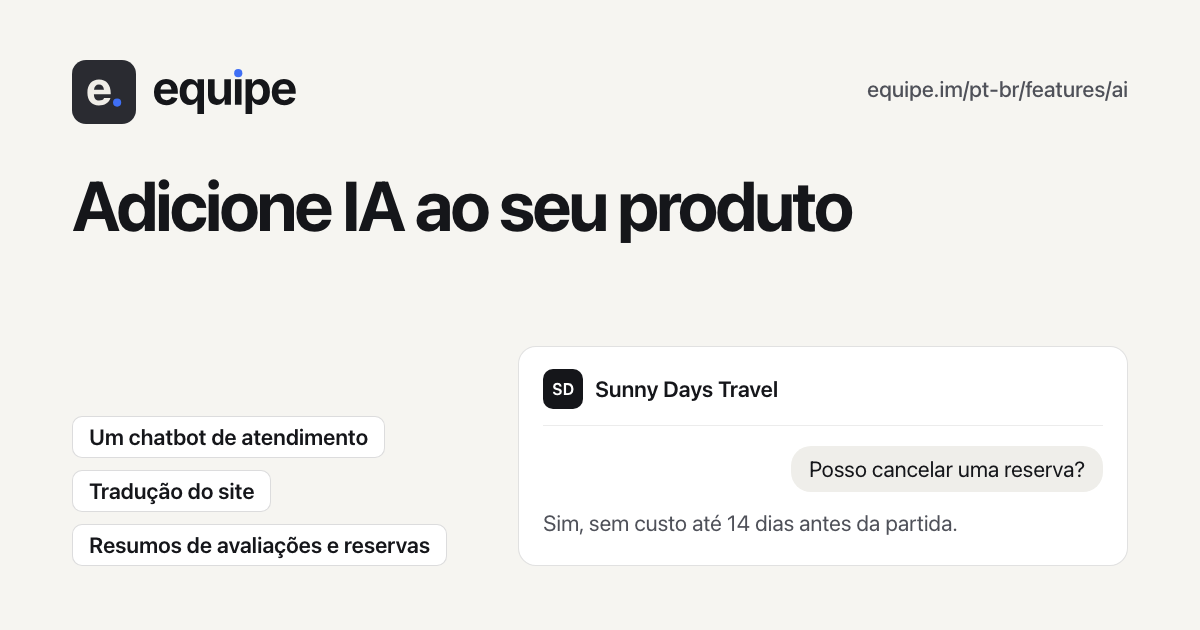 e. equipe
equipe.im/pt-br/features/ai
Adicione IA ao seu produto
Um chatbot de atendimento
Tradução do site
Resumos de avaliações e reservas
SD Sunny Days Travel
Posso cancelar uma reserva?
Sim, sem custo até 14 dias antes da partida.